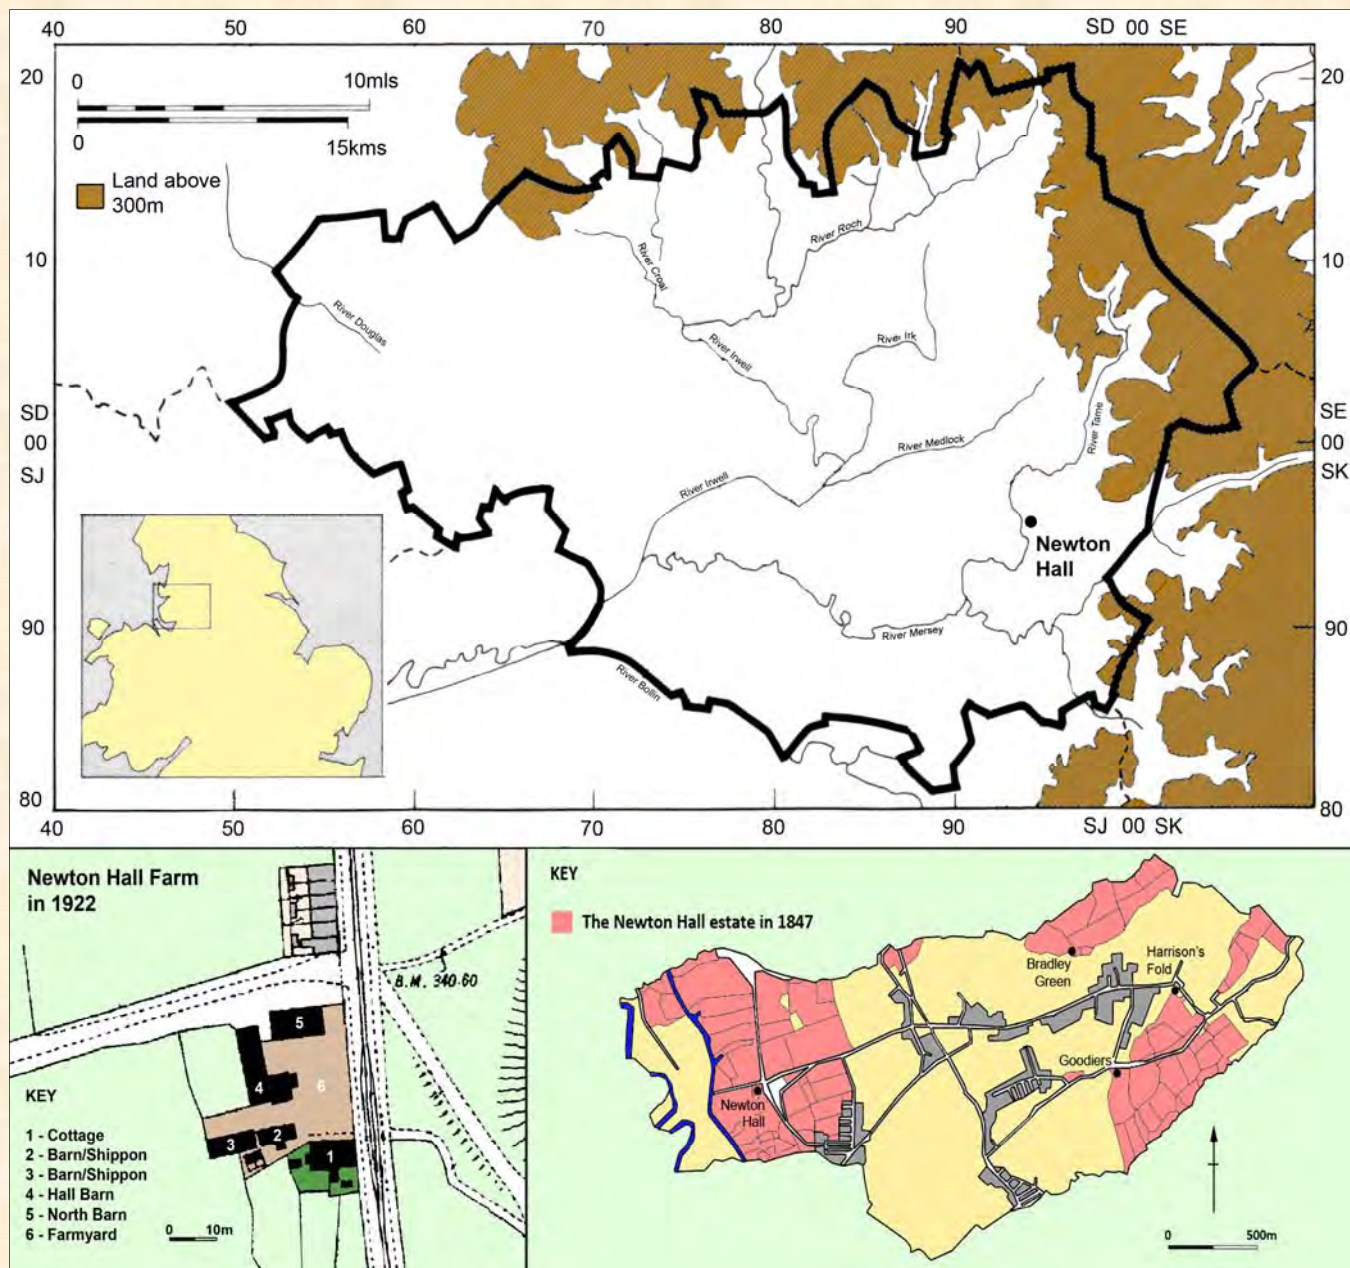 40 50 60 70 80 90 SD 00 SE
20 20
0 10mls
0 15kms
Land above
300m
10 10
River Roch
River Croal
River Douglas
River Irwell
River Irk
River Tame
River Medlock
River Irwell
SD
00
SJ
SE
00
SK
Newton
Hall
90 90
River Mersey
River Bollin
80 80
40 50 60 70 80 90 SJ 00 SK
Newton Hall Farm
in 1922
B.M. 340.60
5
4
6
3
2
1
KEY
1 - Cottage
2 - Barn/Shippon
3 - Barn/Shippon
4 - Hall Barn
5 - North Barn
6 - Farmyard
0 10m
KEY
The Newton Hall estate in 1847
Bradley
Green
Harrison's
Fold
Goodiers
Newton
Hall
0 500m